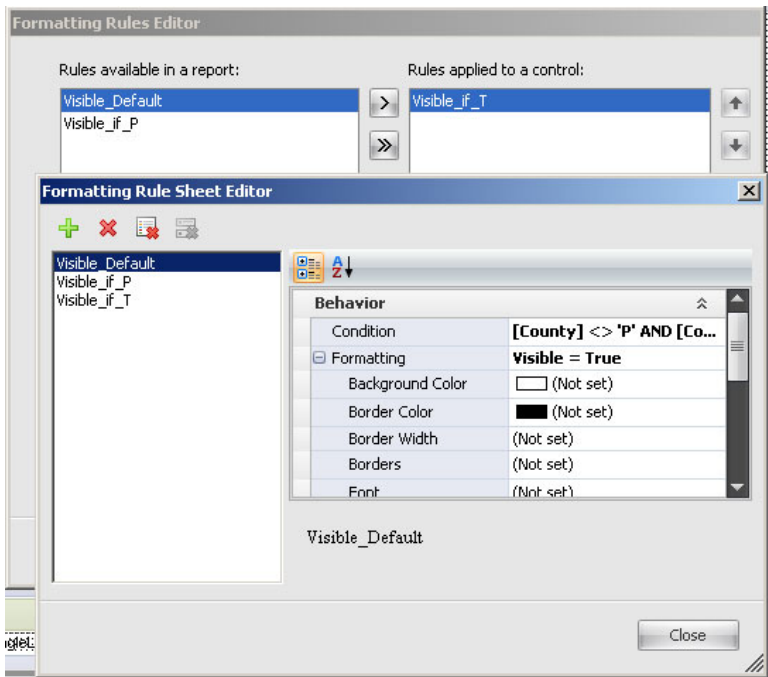 Formatting Rules Editor
Rules available in a report:
Rules applied to a control:
Visible_Default
Visible_if_T
Visible_if_P
Formatting Rule Sheet Editor
Visible_Default
Visible_if_P
Visible_if_T
Behavior
Condition [County] <> 'P' AND [Co...
Formatting Visible = True
Background Color (Not set)
Border Color (Not set)
Border Width (Not set)
Borders (Not set)
Font (Not set)
Visible_Default
Close